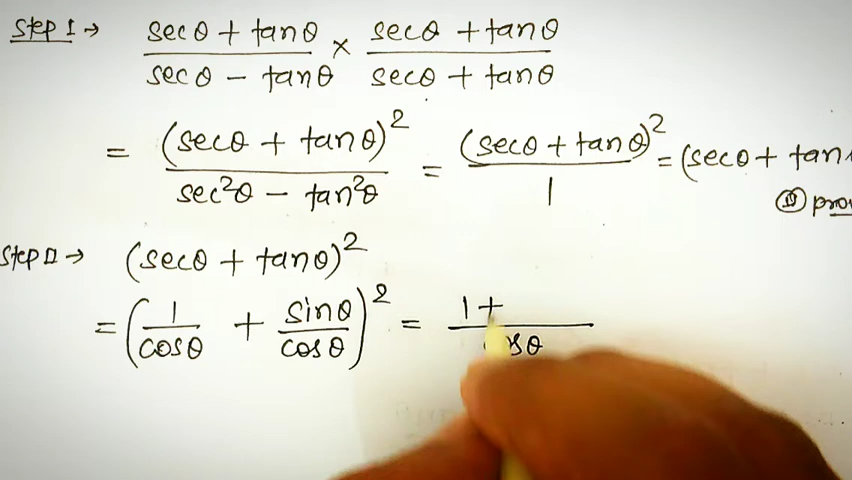 Step I → secθ + tanθ / secθ - tanθ × secθ + tanθ / secθ + tanθ
= (secθ + tanθ)² / sec²θ - tan²θ = (secθ + tanθ)² / 1 = (secθ + tan
Step II → (secθ + tanθ)²
= (1 / cosθ + sinθ / cosθ)² = 1+ / cosθ